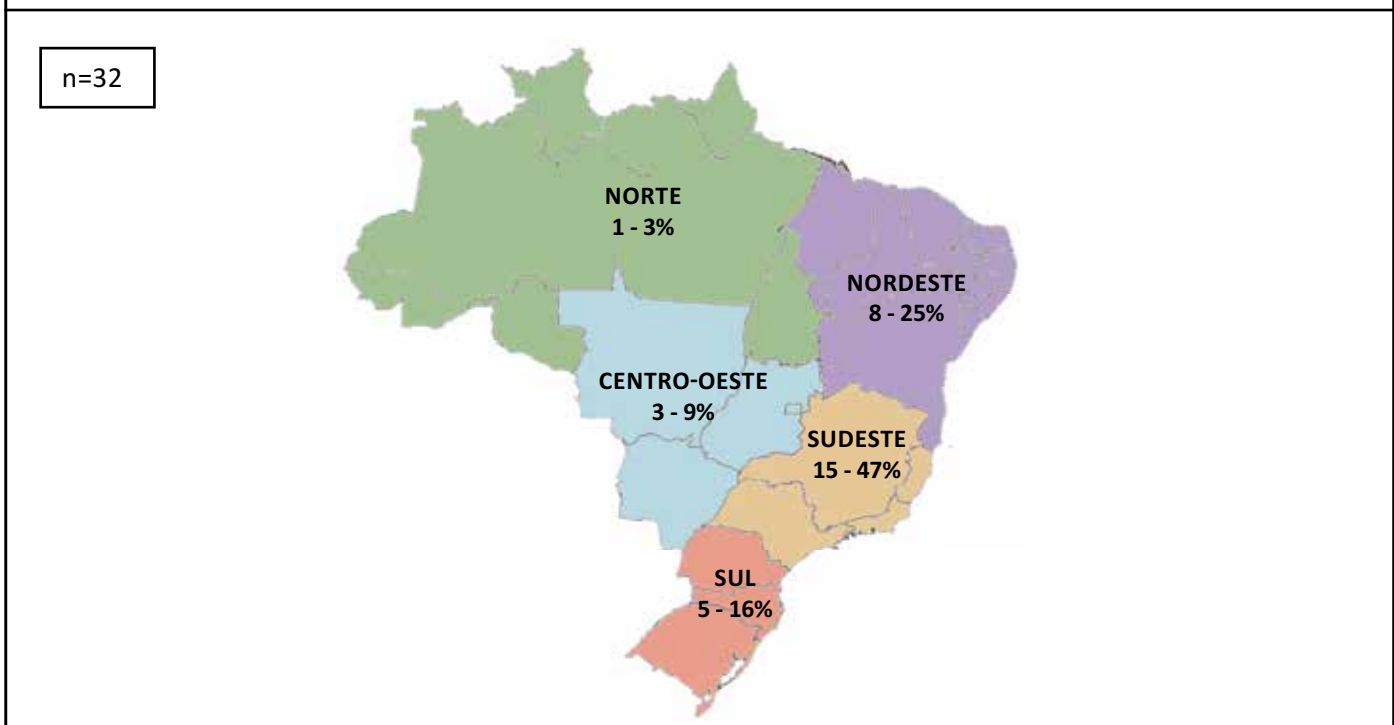 n=32
NORTE
1 - 3%
NORDESTE
8 - 25%
CENTRO-OESTE
3 - 9%
SUDESTE
15 - 47%
SUL
5 - 16%